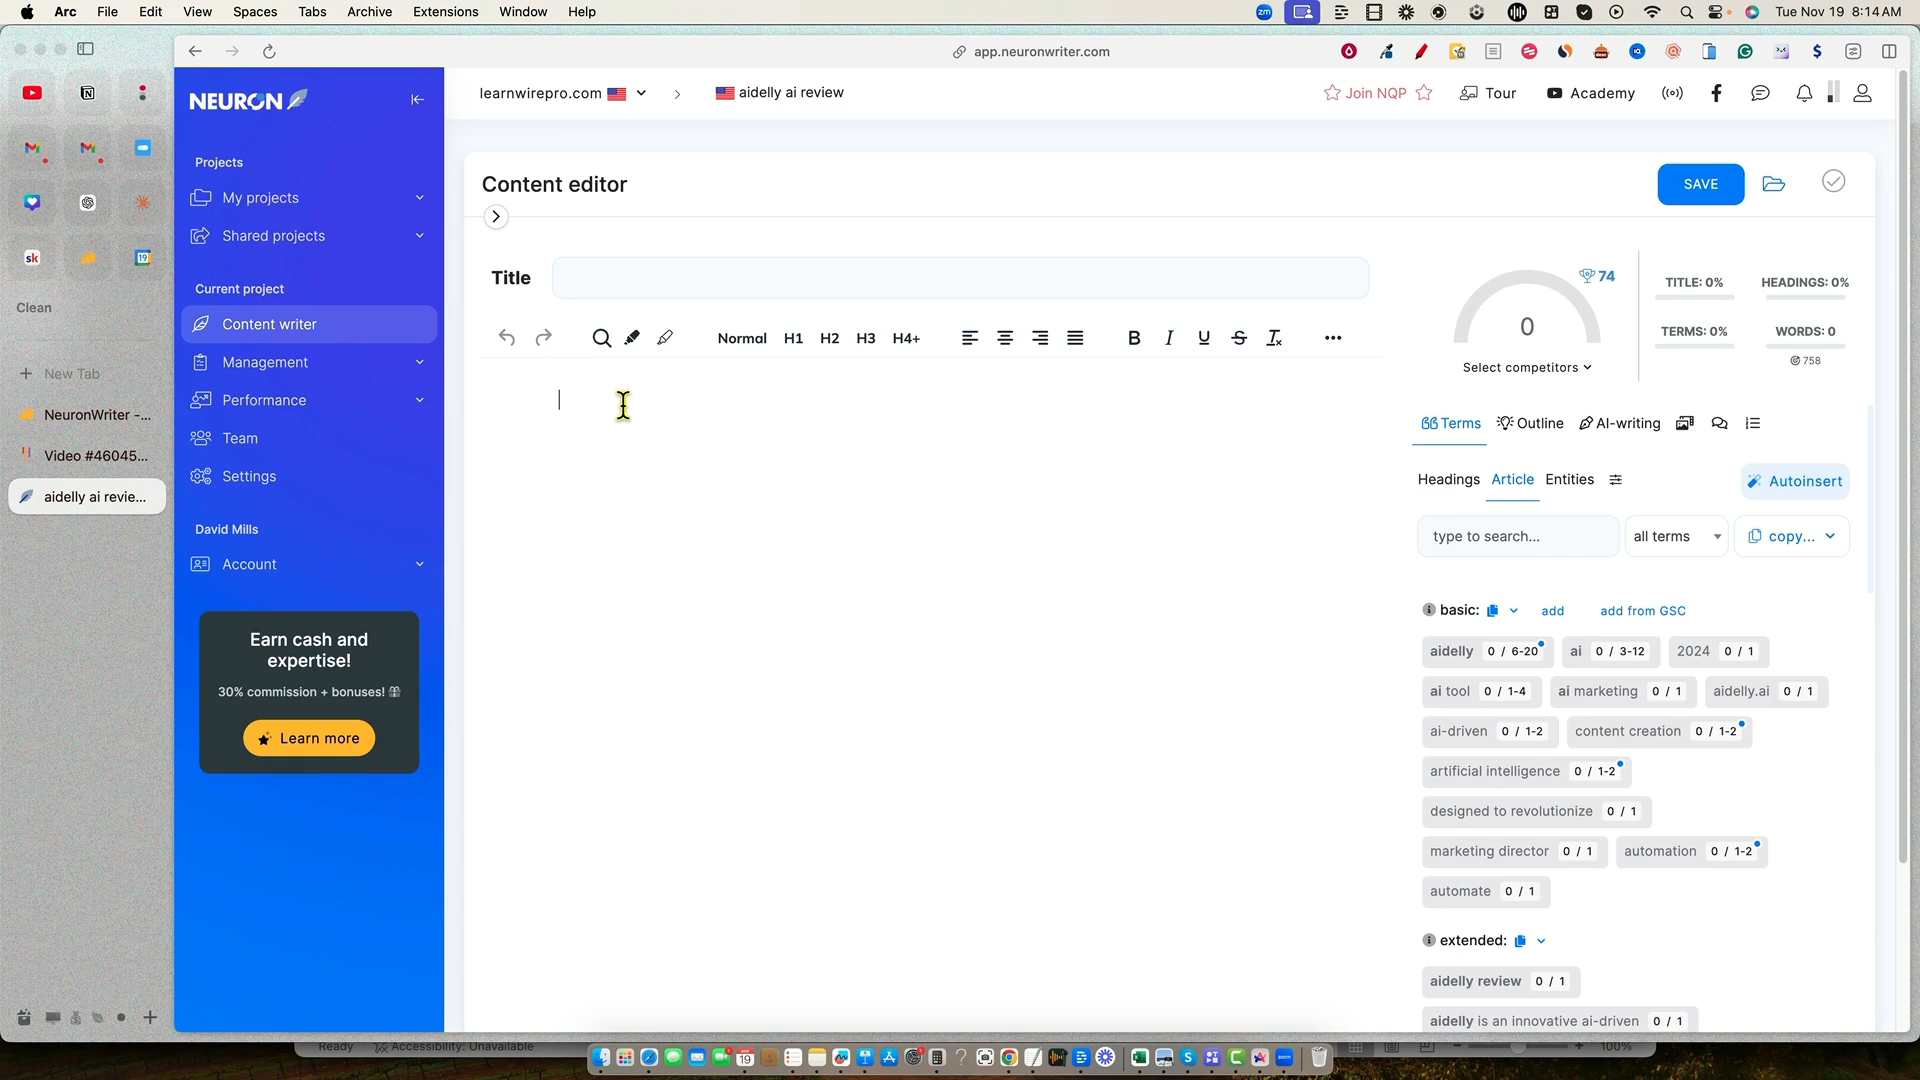 Arc File Edit View Spaces Tabs Archive Extensions Window Help
zm
Tue Nov 19 8:14 AM
app.neuronwriter.com
NEURON
learnwirepro.com
aidelly ai review
Join NQP
Tour
Academy
Projects
My projects
Shared projects
Current project
Content writer
Management
Performance
Team
Settings
David Mills
Account
Earn cash and
expertise!
30% commission + bonuses!
Learn more
sk
19
Clean
New Tab
NeuronWriter -...
Video #46045...
aidelly ai revie...
Content editor
SAVE
Title
Normal H1 H2 H3 H4+
B I U S
74
0
Select competitors
TITLE: 0% HEADINGS: 0%
TERMS: 0% WORDS: 0
758
Terms Outline AI-writing
Headings Article Entities
Autoinsert
type to search...
all terms
copy...
basic: add add from GSC
aidelly 0 / 6-20 ai 0 / 3-12 2024 0 / 1
ai tool 0 / 1-4 ai marketing 0 / 1 aidelly.ai 0 / 1
ai-driven 0 / 1-2 content creation 0 / 1-2
artificial intelligence 0 / 1-2
designed to revolutionize 0 / 1
marketing director 0 / 1 automation 0 / 1-2
automate 0 / 1
extended:
aidelly review 0 / 1
aidelly is an innovative ai-driven 0 / 1
Ready
Accessibility: Unavailable
100%